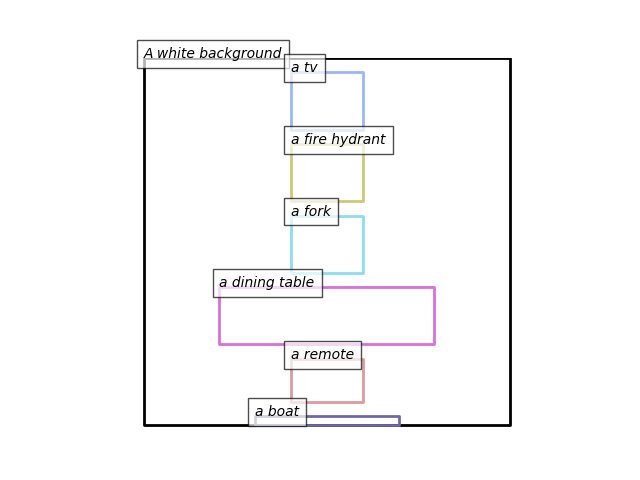 A white background
a tv
a fire hydrant
a fork
a dining table
a remote
a boat